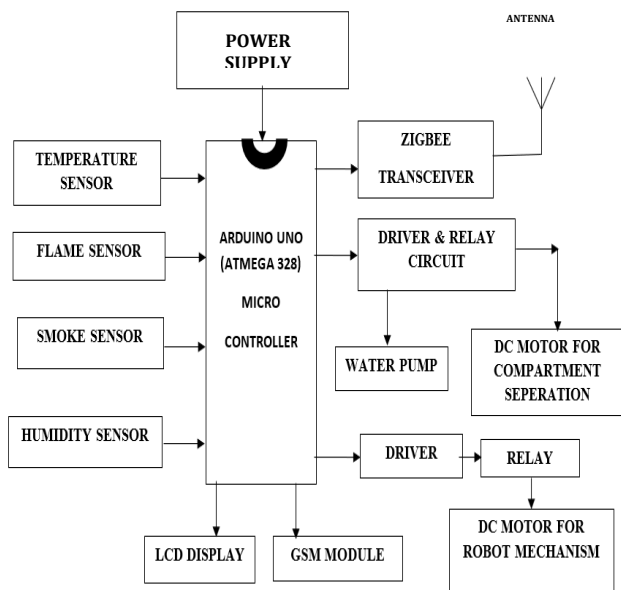 POWER
SUPPLY
ANTENNA
TEMPERATURE
SENSOR
FLAME SENSOR
SMOKE SENSOR
HUMIDITY SENSOR
ARDUINO UNO
(ATMEGA 328)
MICRO
CONTROLLER
ZIGBEE
TRANSCEIVER
DRIVER & RELAY
CIRCUIT
WATER PUMP
DC MOTOR FOR
COMPARTMENT
SEPERATION
DRIVER
RELAY
DC MOTOR FOR
ROBOT MECHANISM
LCD DISPLAY
GSM MODULE